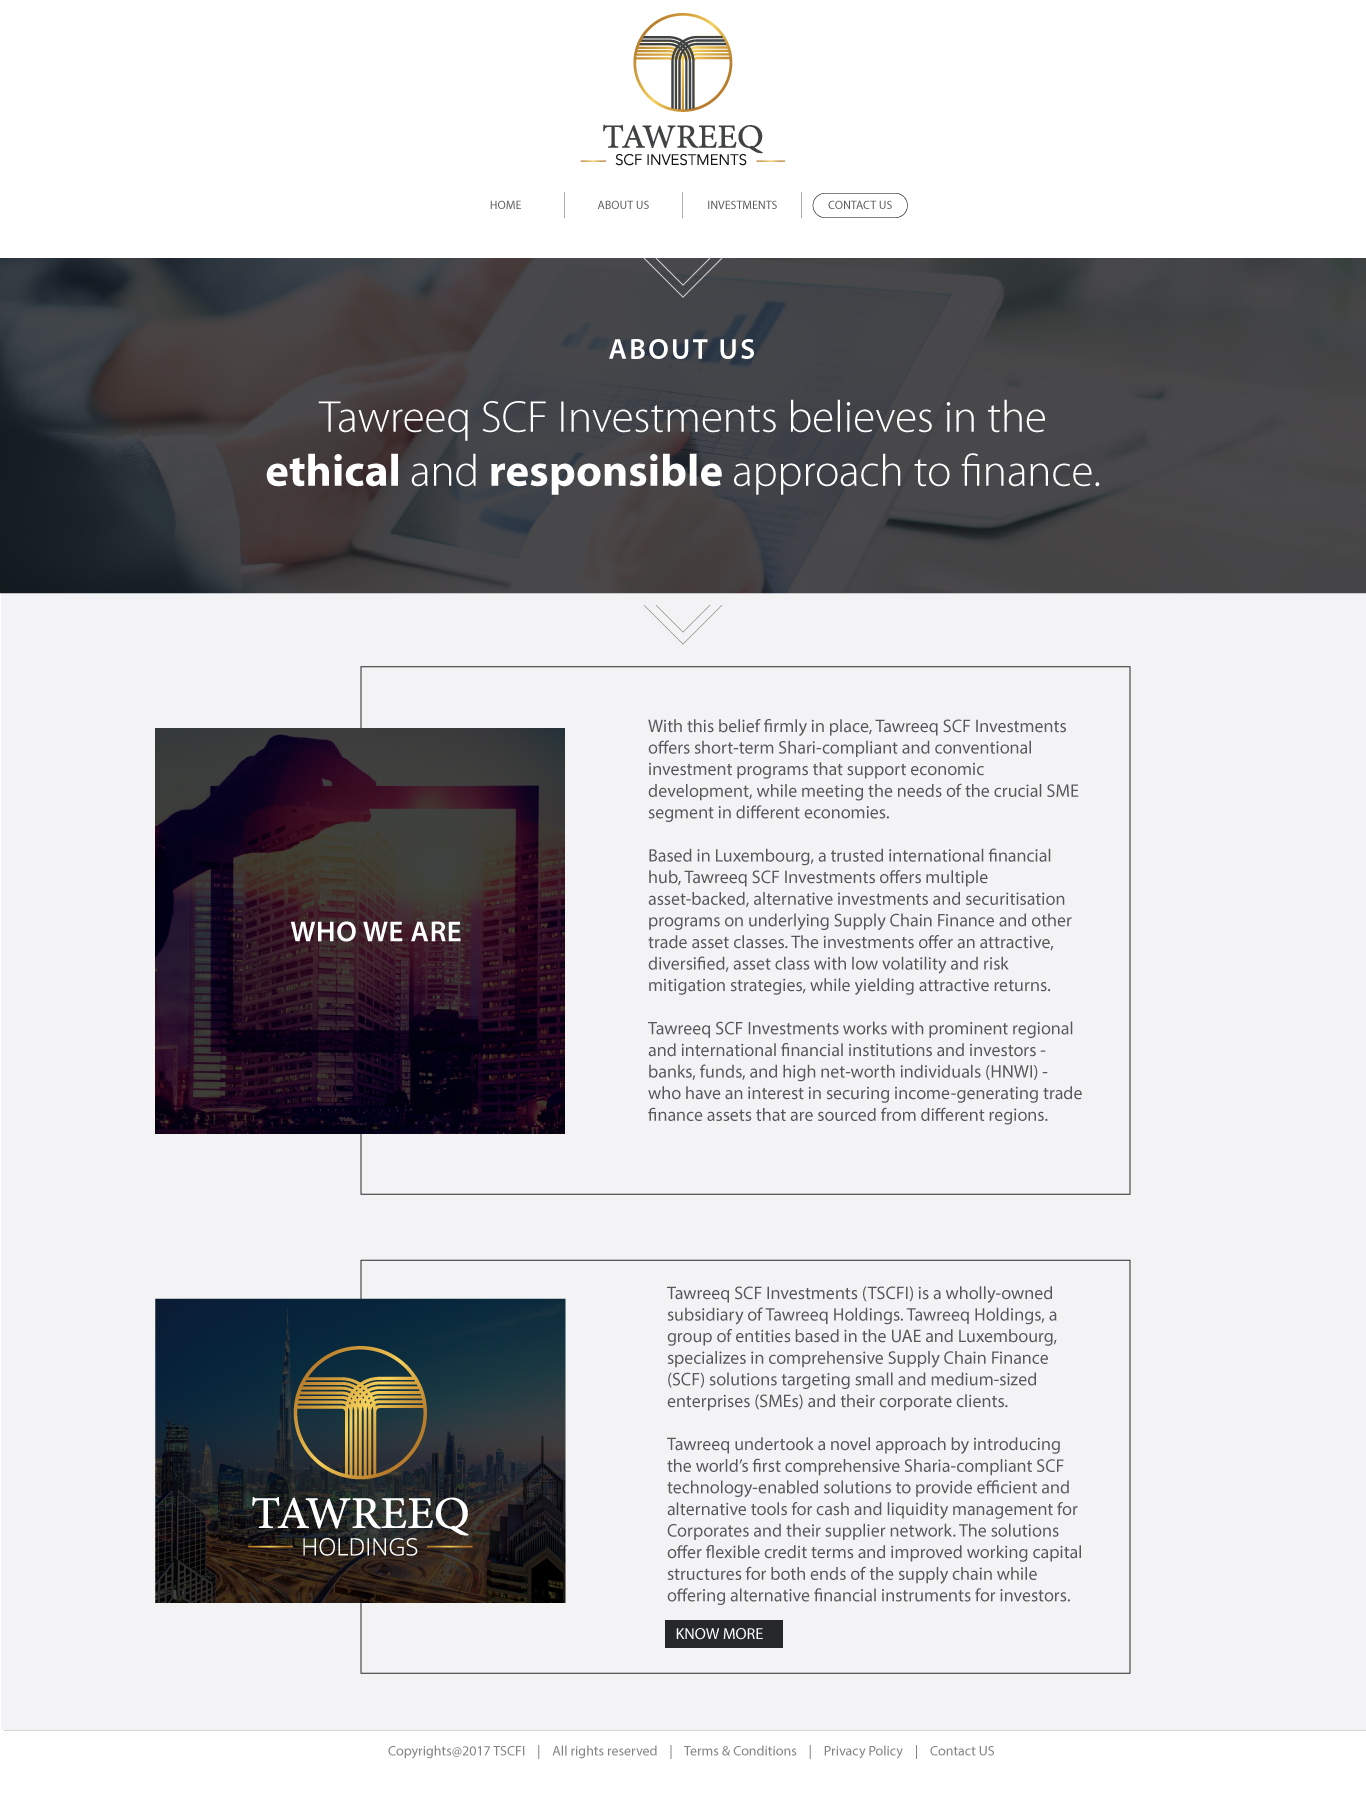 TAWREEQ
SCF INVESTMENTS
HOME
ABOUT US
INVESTMENTS
CONTACT US
ABOUT US
Tawreeq SCF Investments believes in the
ethical and responsible approach to finance.
WHO WE ARE
With this belief firmly in place, Tawreeq SCF Investments
offers short-term Shari-compliant and conventional
investment programs that support economic
development, while meeting the needs of the crucial SME
segment in different economies.
Based in Luxembourg, a trusted international financial
hub, Tawreeq SCF Investments offers multiple
asset-backed, alternative investments and securitisation
programs on underlying Supply Chain Finance and other
trade asset classes. The investments offer an attractive,
diversified, asset class with low volatility and risk
mitigation strategies, while yielding attractive returns.
Tawreeq SCF Investments works with prominent regional
and international financial institutions and investors -
banks, funds, and high net-worth individuals (HNWI) -
who have an interest in securing income-generating trade
finance assets that are sourced from different regions.
TAWREEQ
HOLDINGS
Tawreeq SCF Investments (TSCFI) is a wholly-owned
subsidiary of Tawreeq Holdings. Tawreeq Holdings, a
group of entities based in the UAE and Luxembourg,
specializes in comprehensive Supply Chain Finance
(SCF) solutions targeting small and medium-sized
enterprises (SMEs) and their corporate clients.
Tawreeq undertook a novel approach by introducing
the world’s first comprehensive Sharia-compliant SCF
technology-enabled solutions to provide efficient and
alternative tools for cash and liquidity management for
Corporates and their supplier network. The solutions
offer flexible credit terms and improved working capital
structures for both ends of the supply chain while
offering alternative financial instruments for investors.
KNOW MORE
Copyrights@2017 TSCFI | All rights reserved | Terms & Conditions | Privacy Policy | Contact US